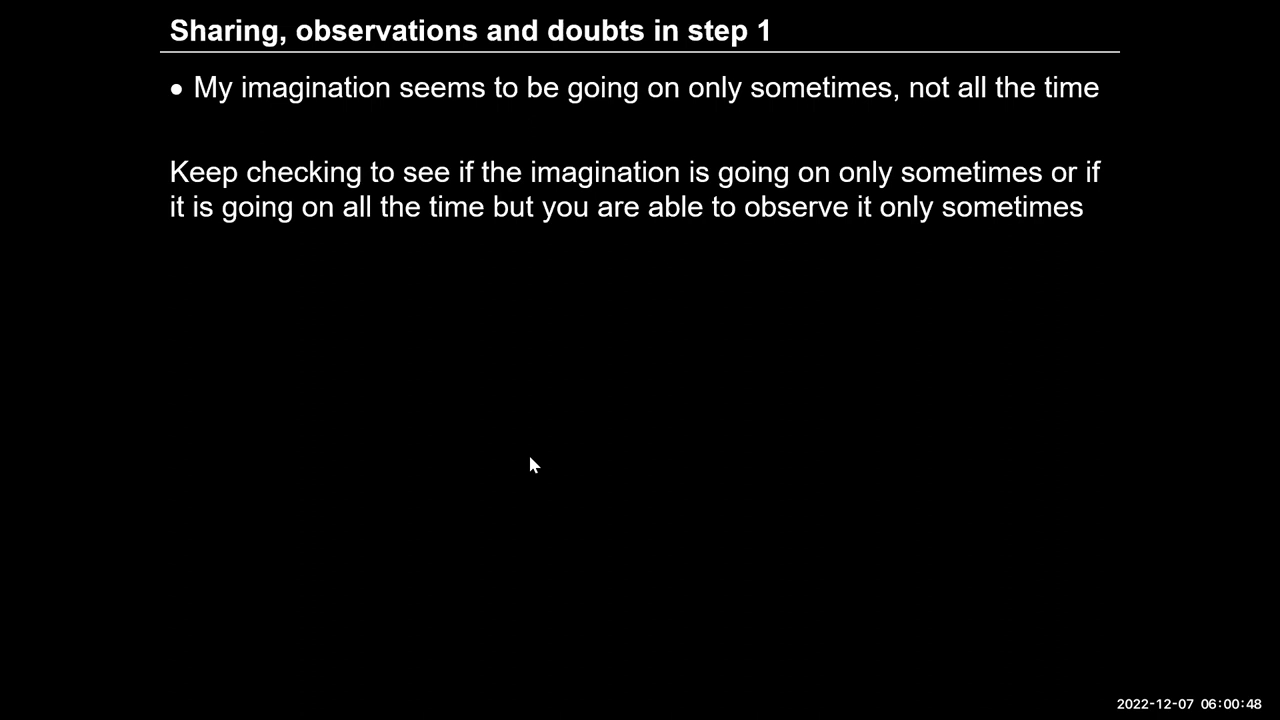 Sharing, observations and doubts in step 1
• My imagination seems to be going on only sometimes, not all the time
Keep checking to see if the imagination is going on only sometimes or if
it is going on all the time but you are able to observe it only sometimes
2022-12-07 06:00:48